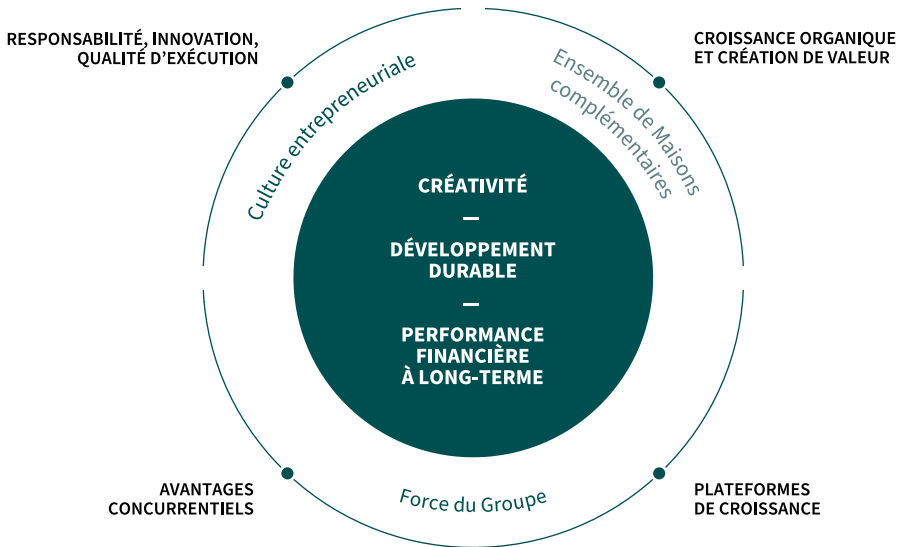 RESPONSABILITÉ, INNOVATION,
QUALITÉ D’EXÉCUTION
CROISSANCE ORGANIQUE
ET CRÉATION DE VALEUR
Culture entrepreneuriale
Ensemble de Maisons
complémentaires
CRÉATIVITÉ
—
DÉVELOPPEMENT
DURABLE
—
PERFORMANCE
FINANCIÈRE
À LONG-TERME
AVANTAGES
CONCURRENTIELS
Force du Groupe
PLATEFORMES
DE CROISSANCE